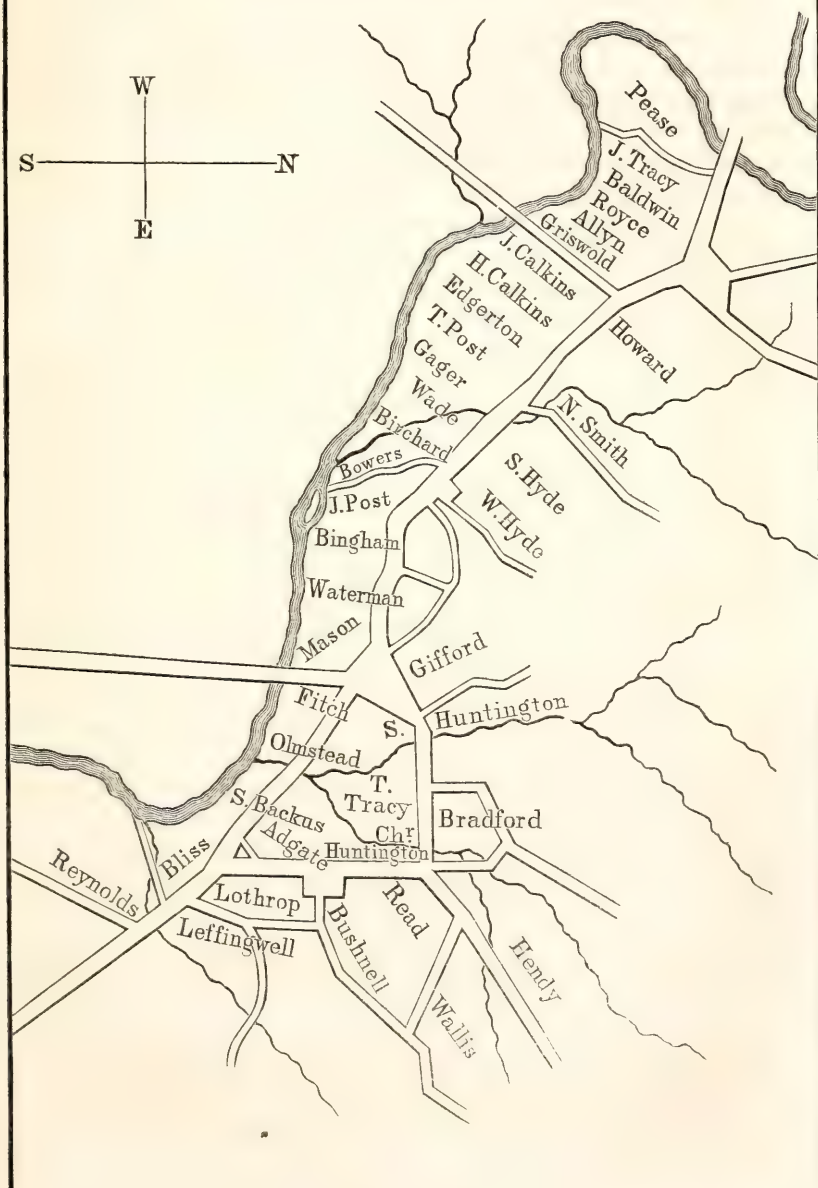 W
S
N
E
Pease
J. Tracy
Baldwin
Royce
Allyn
Griswold
J. Calkins
H. Calkins
Edgerton
T. Post
Gager
Wade
Birchard
Bowers
J. Post
Bingham
Waterman
Mason
Howard
N. Smith
S. Hyde
W. Hyde
Gifford
Fitch
S. Huntington
Olmstead
T.
Tracy
S. Backus
Adgate
Chr.
Huntington
Bradford
Bliss
Reynolds
Lothrop
Leffingwell
Bushnell
Read
Hendy
Wallis